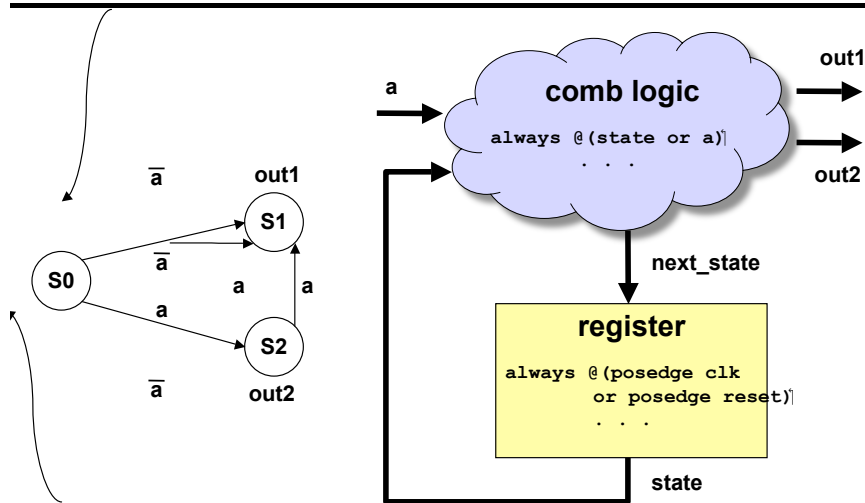 a̅
out1
S1
a̅
S0
a
a
a
S2
a̅
out2
a
comb logic
always @(state or a)
. . .
out1
out2
next_state
register
always @(posedge clk
or posedge reset)
. . .
state